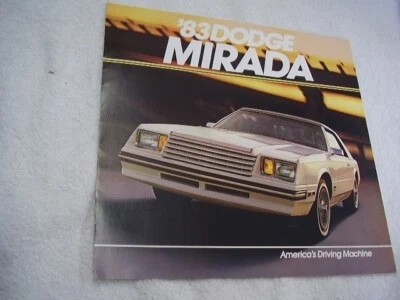 '83 DODGE
MIRADA
America's Driving Machine